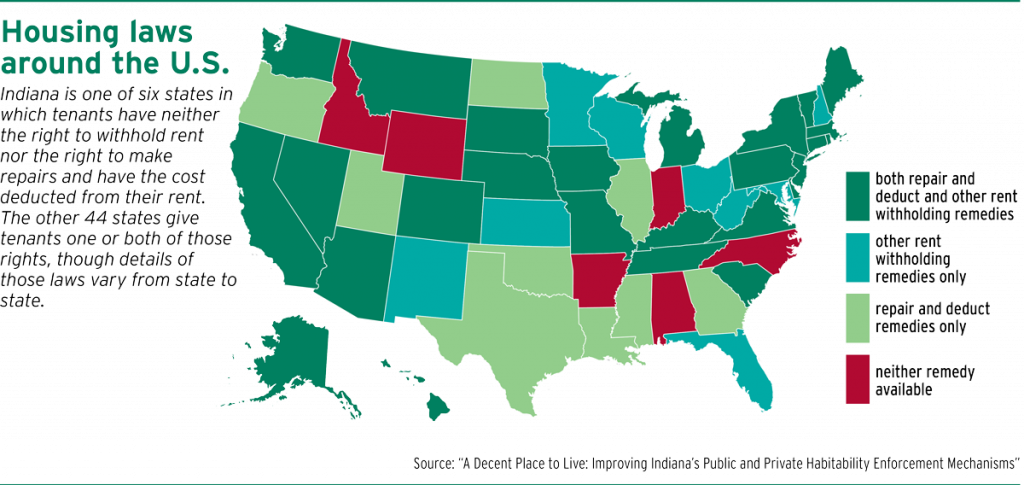 Housing laws
around the U.S.
Indiana is one of six states in
which tenants have neither
the right to withhold rent
nor the right to make
repairs and have the cost
deducted from their rent.
The other 44 states give
tenants one or both of those
rights, though details of
those laws vary from state to
state.
both repair and
deduct and other rent
withholding remedies
other rent
withholding
remedies only
repair and deduct
remedies only
neither remedy
available
Source: “A Decent Place to Live: Improving Indiana’s Public and Private Habitability Enforcement Mechanisms”